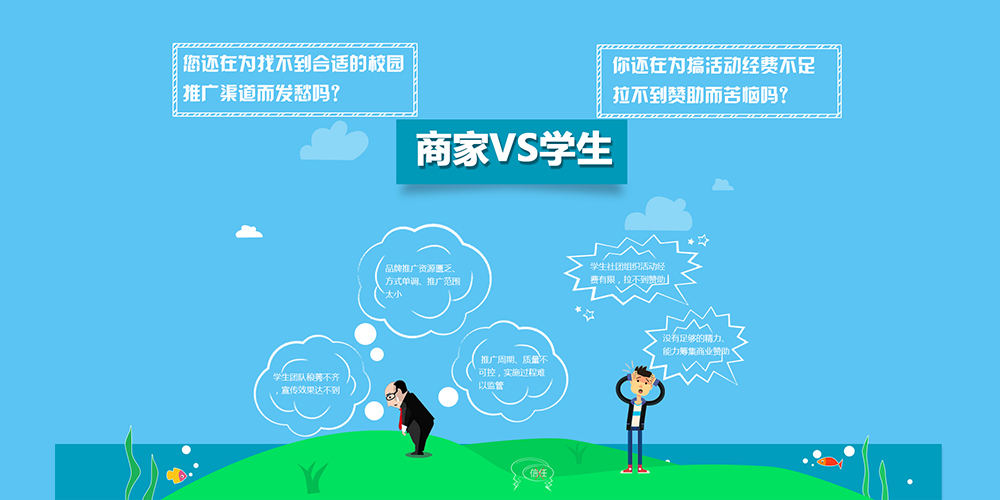 您还在为找不到合适的校园
推广渠道而发愁吗？
你还在为搞活动经费不足
拉不到赞助而苦恼吗？
商家VS学生
品牌推广资源匮乏、
方式单调、推广范围
太小
学生社团组织活动经
费有限，拉不到赞助
没有足够的精力、
能力筹集商业赞助
推广周期、质量不
可控，实施过程难
以监管
学生团队稂莠不齐
，宣传效果达不到
信任